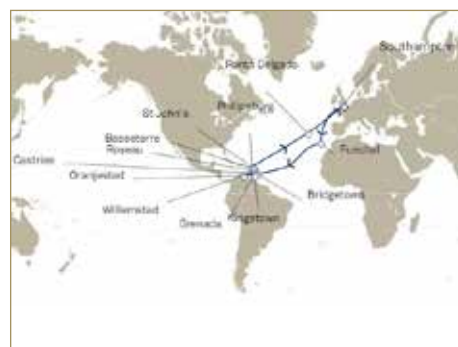 Southampton
Ponta Delgada
Philipsburg
St John's
Basseterre
Roseau
Castries
Funchal
Oranjestad
Bridgetown
Willemstad
Kingstown
Grenada